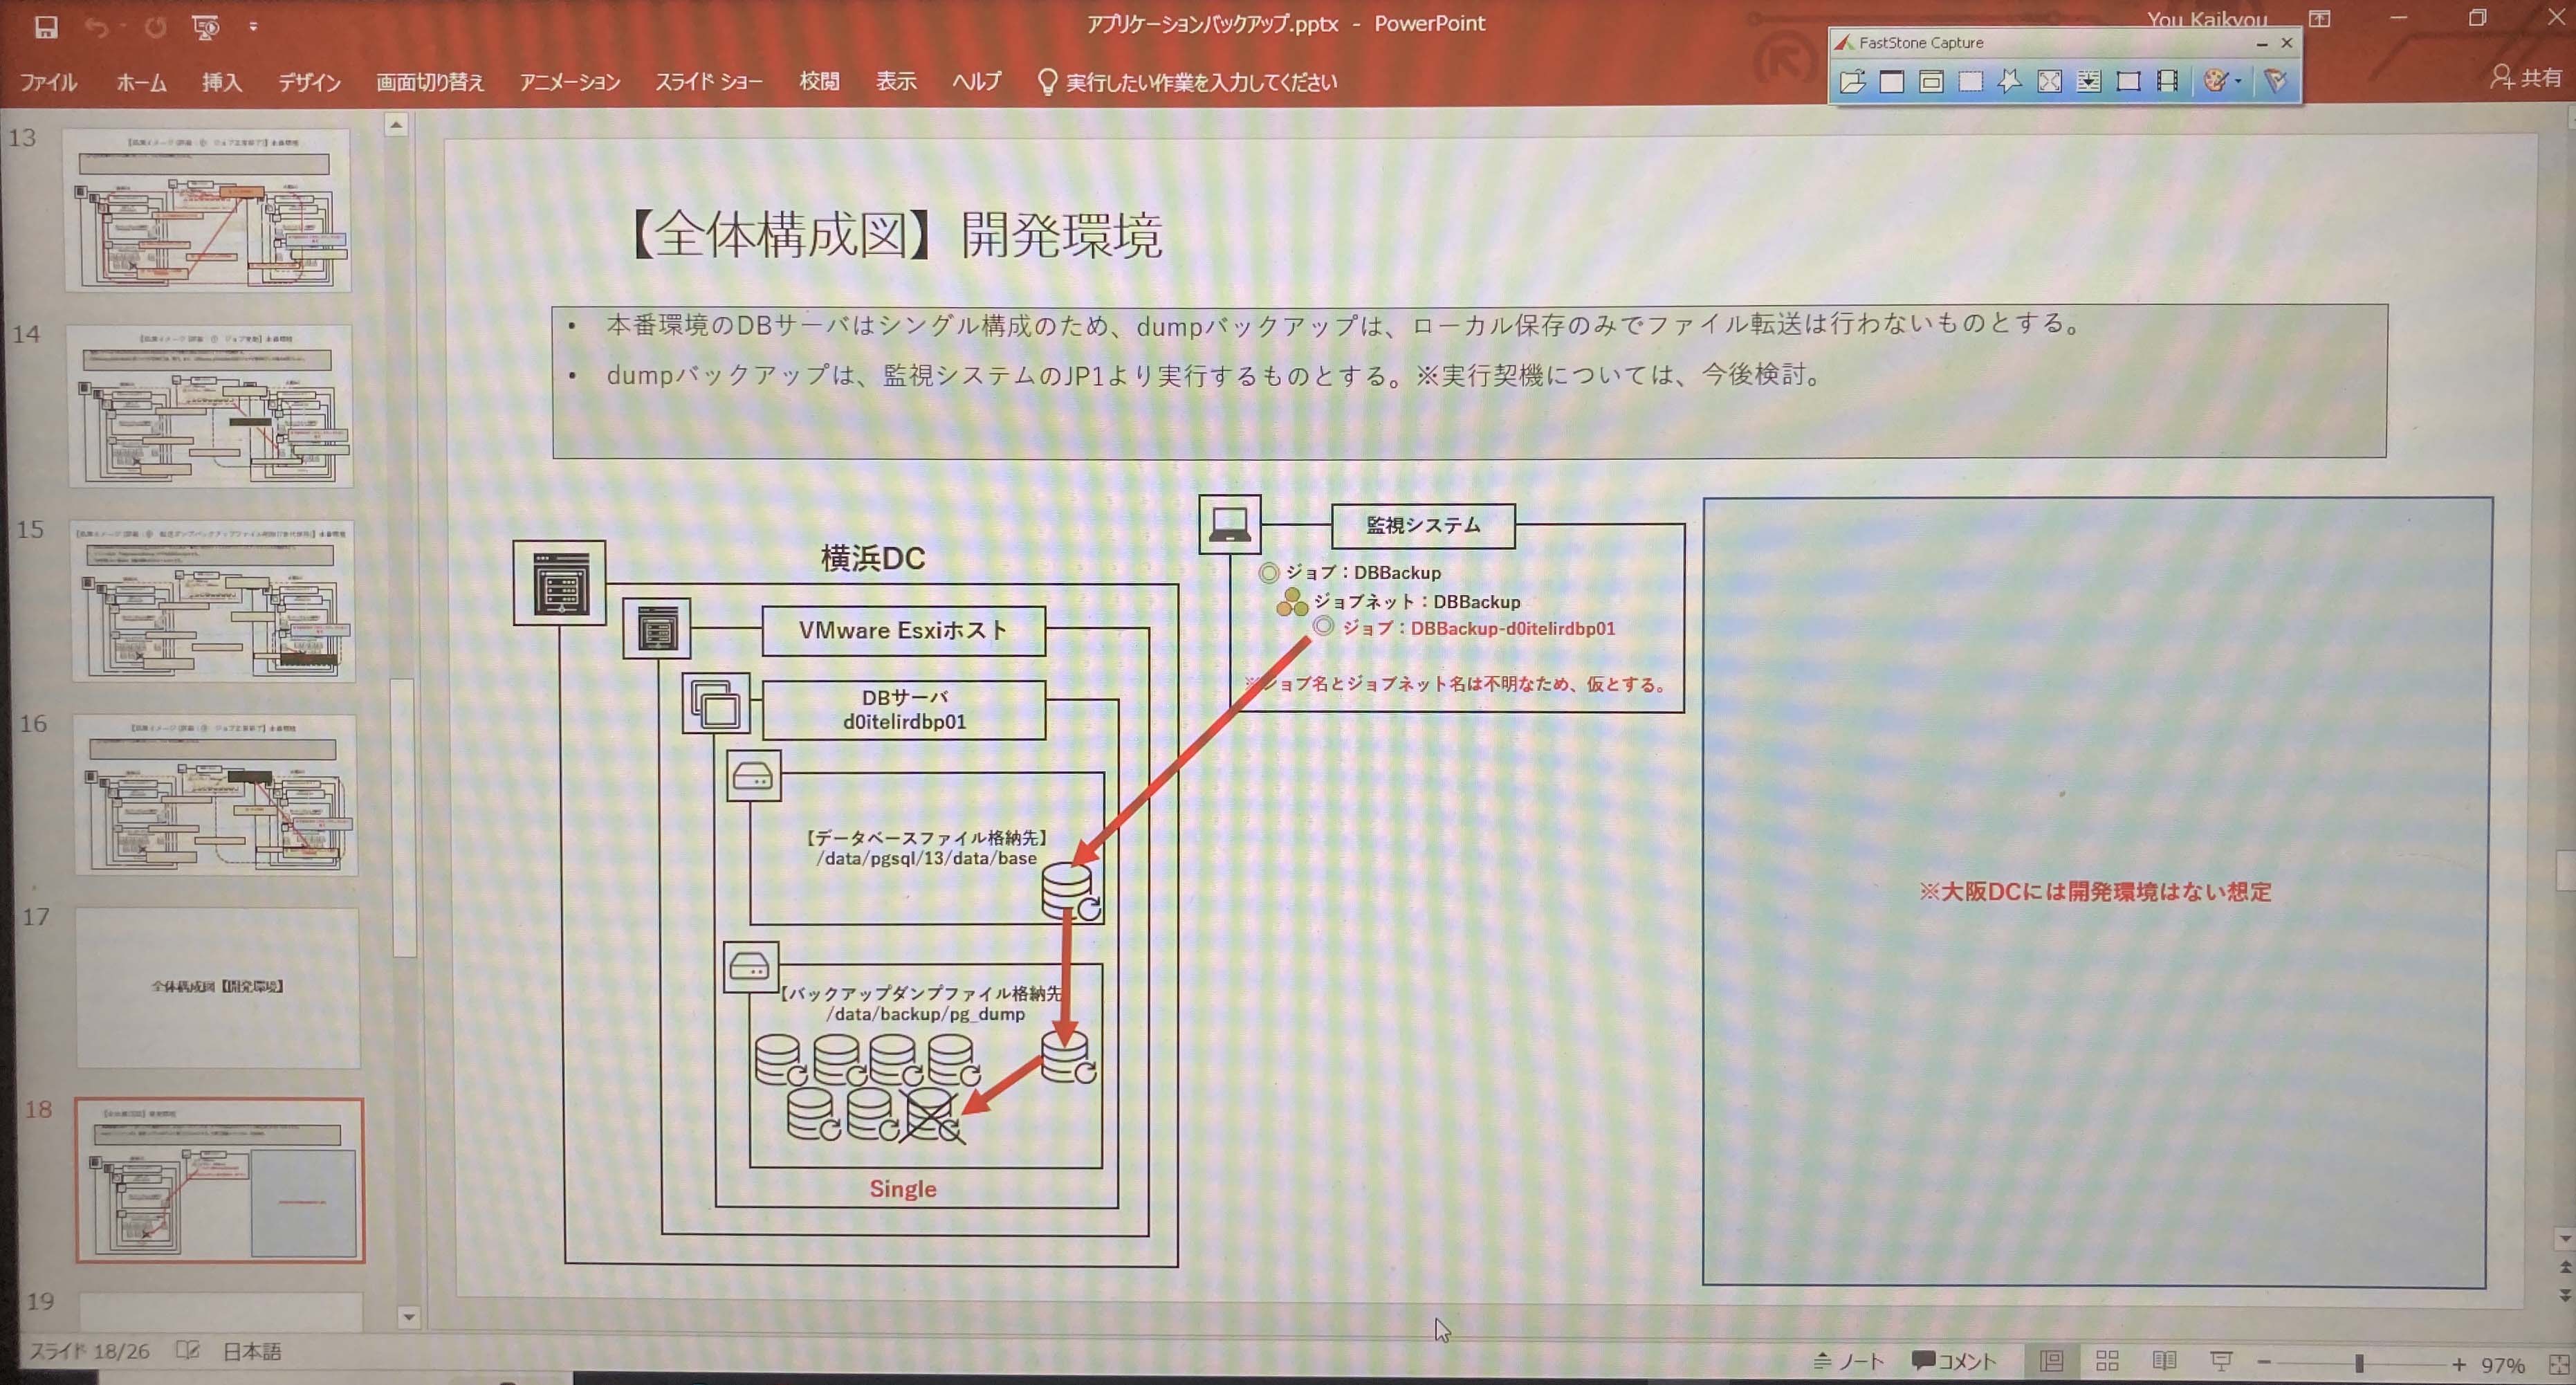 アプリケーションバックアップ.pptx - PowerPoint
You Kaikyou
FastStone Capture
ファイル ホーム 挿入 デザイン 画面切り替え アニメーション スライド ショー 校閲 表示 ヘルプ 実行したい作業を入力してください
共有
13
14
15
16
17
全体構成図【開発環境】
18
19
【全体構成図】開発環境
• 本番環境のDBサーバはシングル構成のため、dumpバックアップは、ローカル保存のみでファイル転送は行わないものとする。
• dumpバックアップは、監視システムのJP1より実行するものとする。※実行契機については、今後検討。
横浜DC
VMware Esxiホスト
DBサーバ
d0itelirdbp01
【データベースファイル格納先】
/data/pgsql/13/data/base
【バックアップダンプファイル格納先
/data/backup/pg_dump
Single
監視システム
ジョブ：DBBackup
ジョブネット：DBBackup
ジョブ：DBBackup-d0itelirdbp01
※ジョブ名とジョブネット名は不明なため、仮とする。
※大阪DCには開発環境はない想定
スライド 18/26 日本語
ノート コメント 97%